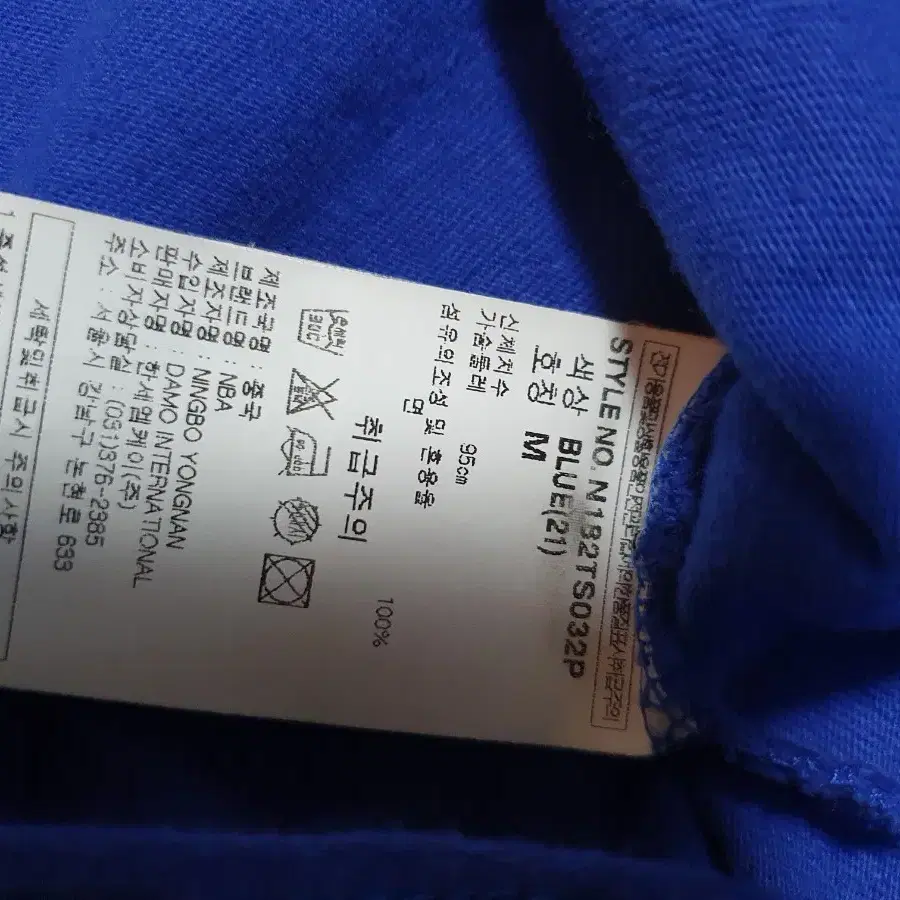 STYLE NO. N182TS032P
색상 BLUE(21)
호칭 M
신체치수
가슴둘레 95cm
섬유의 조성 및 혼용율
면 100%
취급주의
제조국명 : 중국
브랜드명 : NBA
제조자명 : NINGBO YONGNAN
수입자명 : DAMO INTERNATIONAL
판매자명 : 한세엠케이(주)
소비자상담실 : (031)376-2385
주소 : 서울시 강남구 논현로 633
세탁및취급시 주의사항